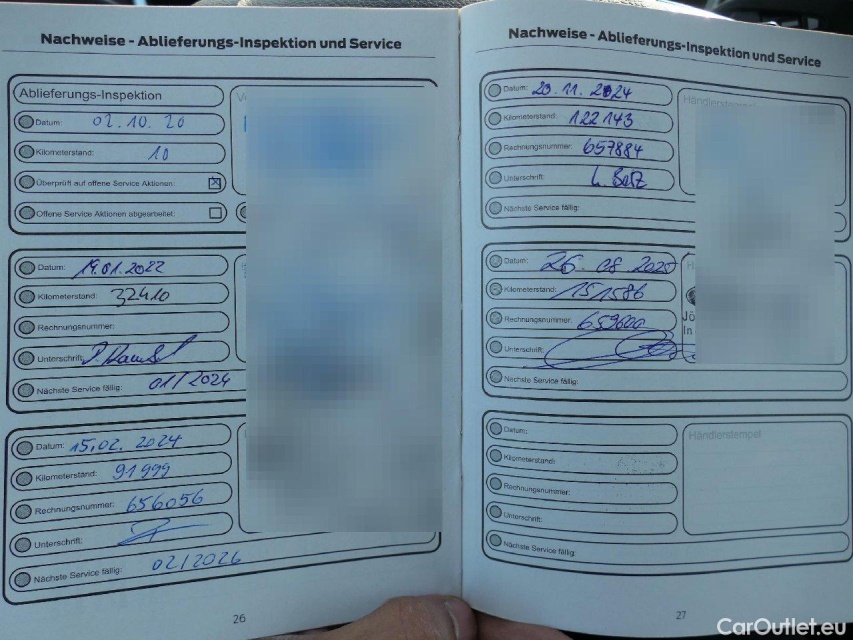 Nachweise - Ablieferungs-Inspektion und Service
Ablieferungs-Inspektion
Datum: 02.10.20
Kilometerstand: 10
Überprüft auf offene Service Aktionen:
Offene Service Aktionen abgearbeitet:
Datum: 19.01.2022
Kilometerstand: 32410
Rechnungsnummer:
Unterschrift:
Nächste Service fällig: 01/2024
Datum: 15.02. 2024
Kilometerstand: 91999
Rechnungsnummer: 656056
Unterschrift:
Nächste Service fällig: 02/2026
26
Nachweise - Ablieferungs-Inspektion und Service
Datum: 20.11.2024
Händlerstempel
Kilometerstand: 122143
Rechnungsnummer: 657884
Unterschrift:
Nächste Service fällig:
Datum: 26.08.2025
Kilometerstand: 151586
Rechnungsnummer: 659600
Unterschrift:
Nächste Service fällig:
Datum:
Händlerstempel
Kilometerstand:
Rechnungsnummer:
Unterschrift:
Nächste Service fällig:
27
CarOutlet.eu